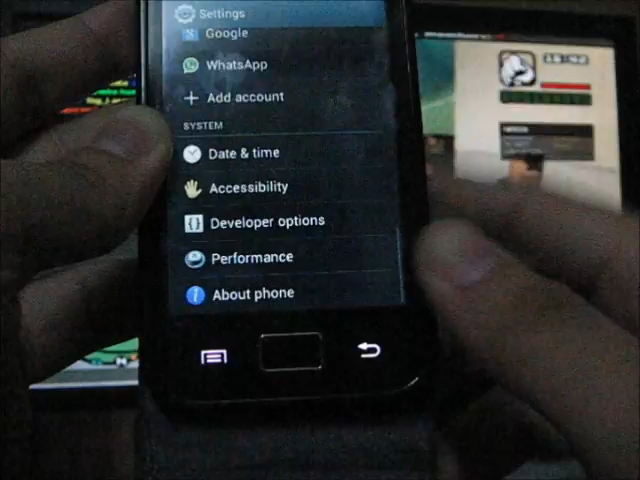 Settings
Google
WhatsApp
Add account
SYSTEM
Date & time
Accessibility
Developer options
Performance
About phone